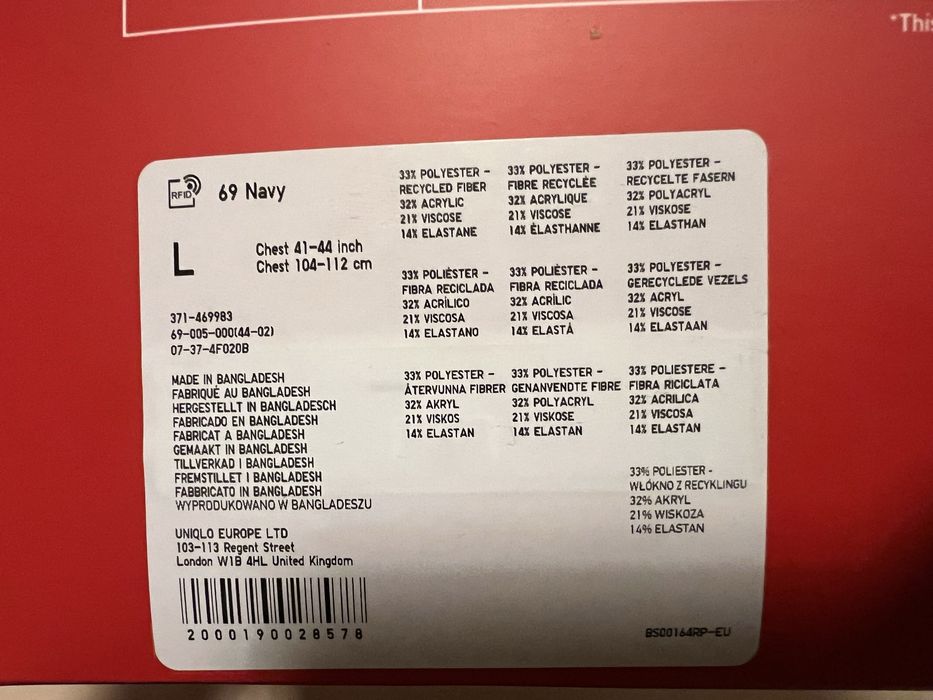 *This
RFID
69 Navy
L
Chest 41-44 inch
Chest 104-112 cm
371-469983
69-005-000(44-02)
07-37-4F020B
MADE IN BANGLADESH
FABRIQUÉ AU BANGLADESH
HERGESTELLT IN BANGLADESCH
FABRICADO EN BANGLADESH
FABRICAT A BANGLADESH
GEMAAKT IN BANGLADESH
TILLVERKAD I BANGLADESH
FREMSTILLET I BANGLADESH
FABBRICATO IN BANGLADESH
WYPRODUKOWANO W BANGLADESZU
UNIQLO EUROPE LTD
103-113 Regent Street
London W1B 4HL United Kingdom
2000190028578
33% POLYESTER -
RECYCLED FIBER
32% ACRYLIC
21% VISCOSE
14% ELASTANE
33% POLYESTER -
FIBRE RECYCLÉE
32% ACRYLIQUE
21% VISCOSE
14% ÉLASTHANNE
33% POLYESTER -
RECYCELTE FASERN
32% POLYACRYL
21% VISKOSE
14% ELASTHAN
33% POLIÉSTER -
FIBRA RECICLADA
32% ACRÍLICO
21% VISCOSA
14% ELASTANO
33% POLIÈSTER -
FIBRA RECICLADA
32% ACRÍLIC
21% VISCOSA
14% ELASTÀ
33% POLYESTER -
GERECYCLEDE VEZELS
32% ACRYL
21% VISCOSE
14% ELASTAAN
33% POLYESTER -
ÅTERVUNNA FIBRER
32% AKRYL
21% VISKOS
14% ELASTAN
33% POLYESTER -
GENANVENDTE FIBRE
32% POLYACRYL
21% VISKOSE
14% ELASTAN
33% POLIESTERE -
FIBRA RICICLATA
32% ACRILICA
21% VISCOSA
14% ELASTAN
33% POLIESTER -
WŁÓKNO Z RECYKLINGU
32% AKRYL
21% WISKOZA
14% ELASTAN
BS00164RP-EU